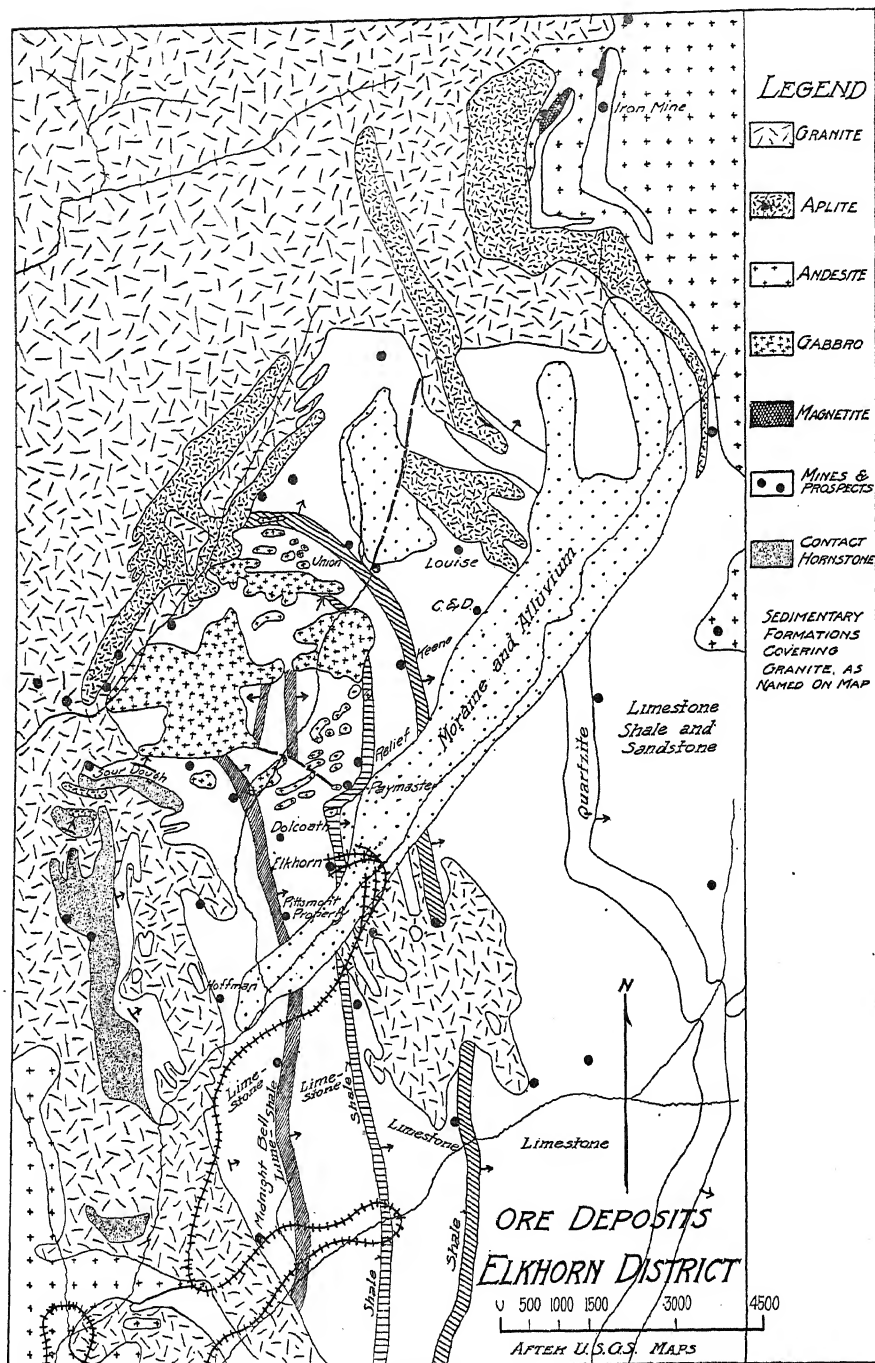 LEGEND
GRANITE
APLITE
ANDESITE
GABBRO
MAGNETITE
MINES &
PROSPECTS
CONTACT
HORNSTONE
SEDIMENTARY
FORMATIONS
COVERING
GRANITE, AS
NAMED ON MAP
Iron Mine
Union
Louise
C.&D.
Keene
Moraine and Alluvium
Limestone
Shale and
Sandstone
Quartzite
Relief
Paymaster
Sour Dough
Dolcoath
Elkhorn
Pittsmont
Property
Hoffman
Lime-
stone
Lime-
stone
Shale
Midnight Bell
Lime-shale
Limestone
Limestone
Shale
Shale
N
ORE DEPOSITS
ELKHORN DISTRICT
0 500 1000 1500 3000 4500
AFTER U.S.G.S. MAPS